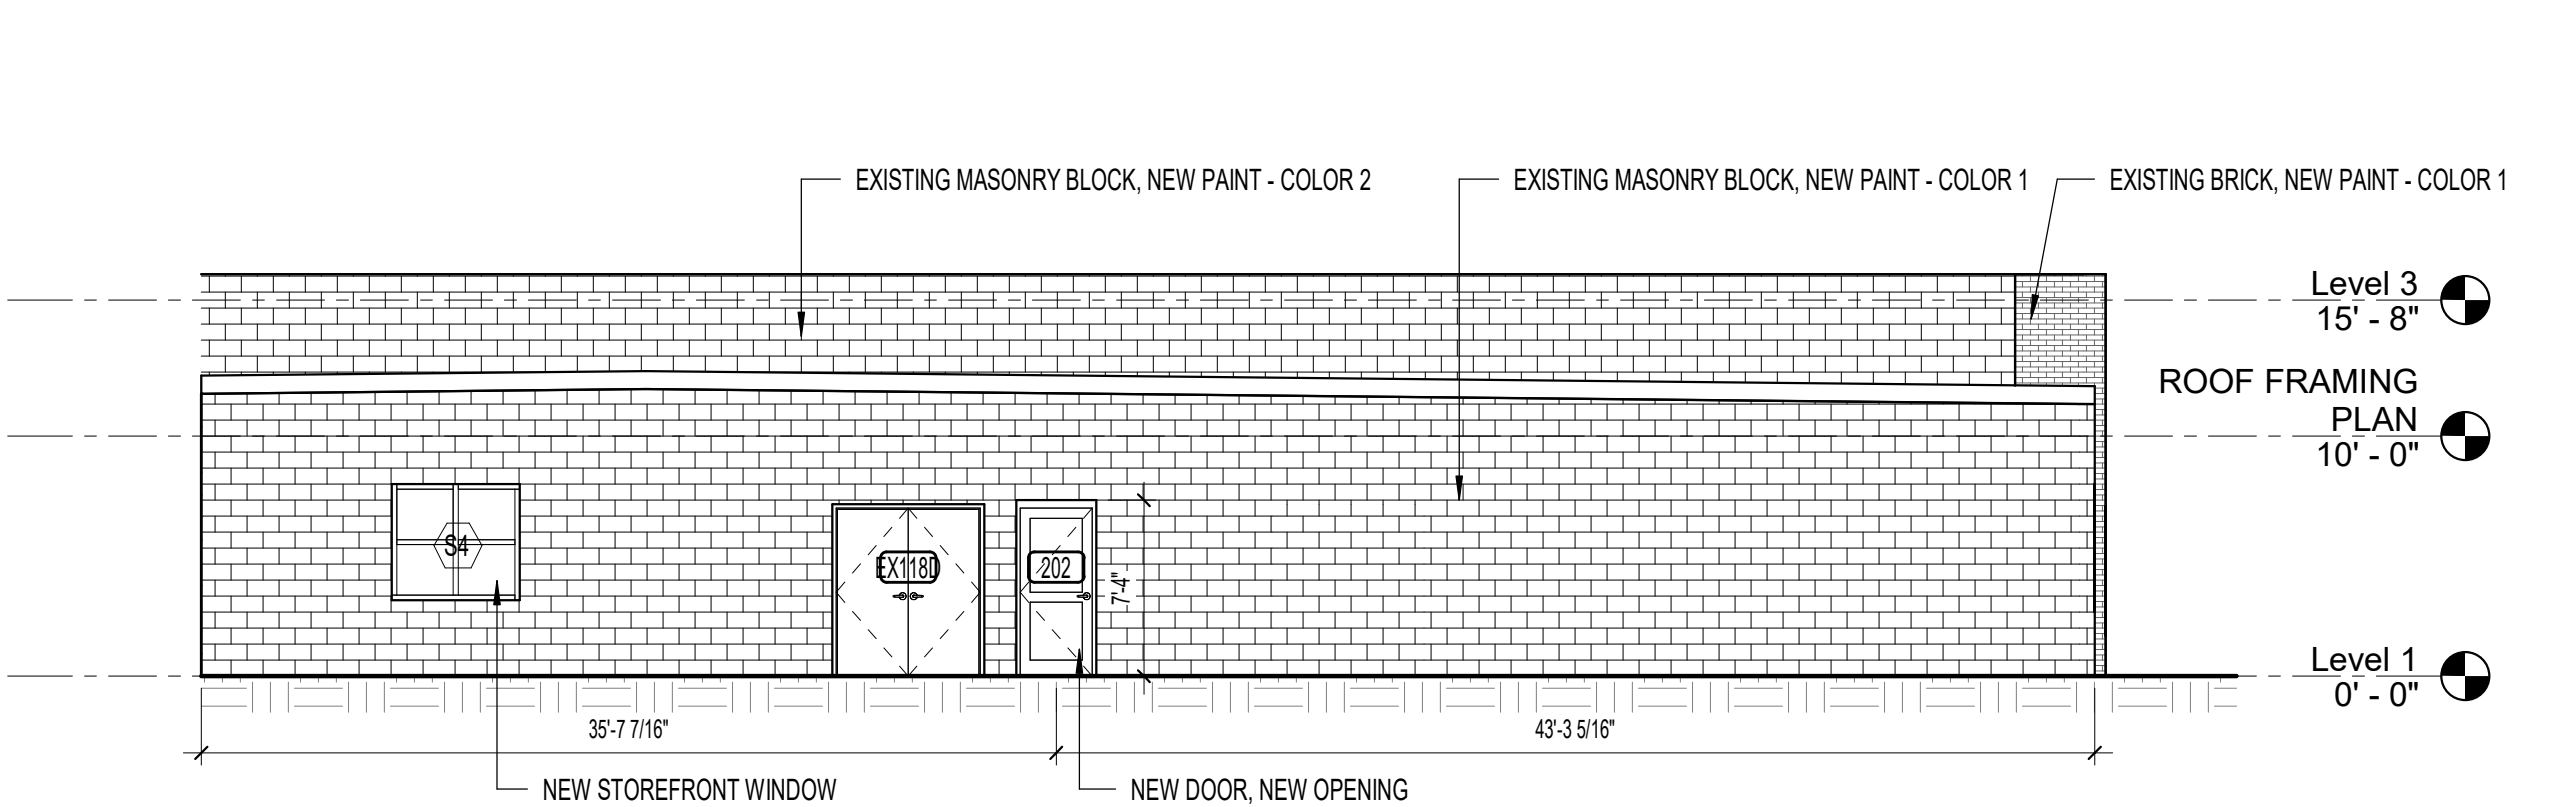 EXISTING MASONRY BLOCK, NEW PAINT - COLOR 2
EXISTING MASONRY BLOCK, NEW PAINT - COLOR 1
EXISTING BRICK, NEW PAINT - COLOR 1
Level 3
15' - 8"
ROOF FRAMING
PLAN
10' - 0"
S4
EX118D
202
7'-4"
Level 1
0' - 0"
35'-7 7/16"
43'-3 5/16"
NEW STOREFRONT WINDOW
NEW DOOR, NEW OPENING